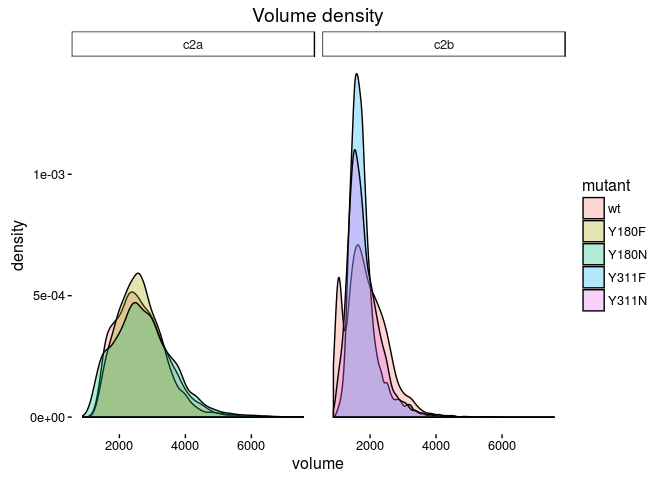 Volume density
c2a c2b
1e-03
5e-04
0e+00
density
2000 4000 6000 2000 4000 6000
volume
mutant
wt
Y180F
Y180N
Y311F
Y311N